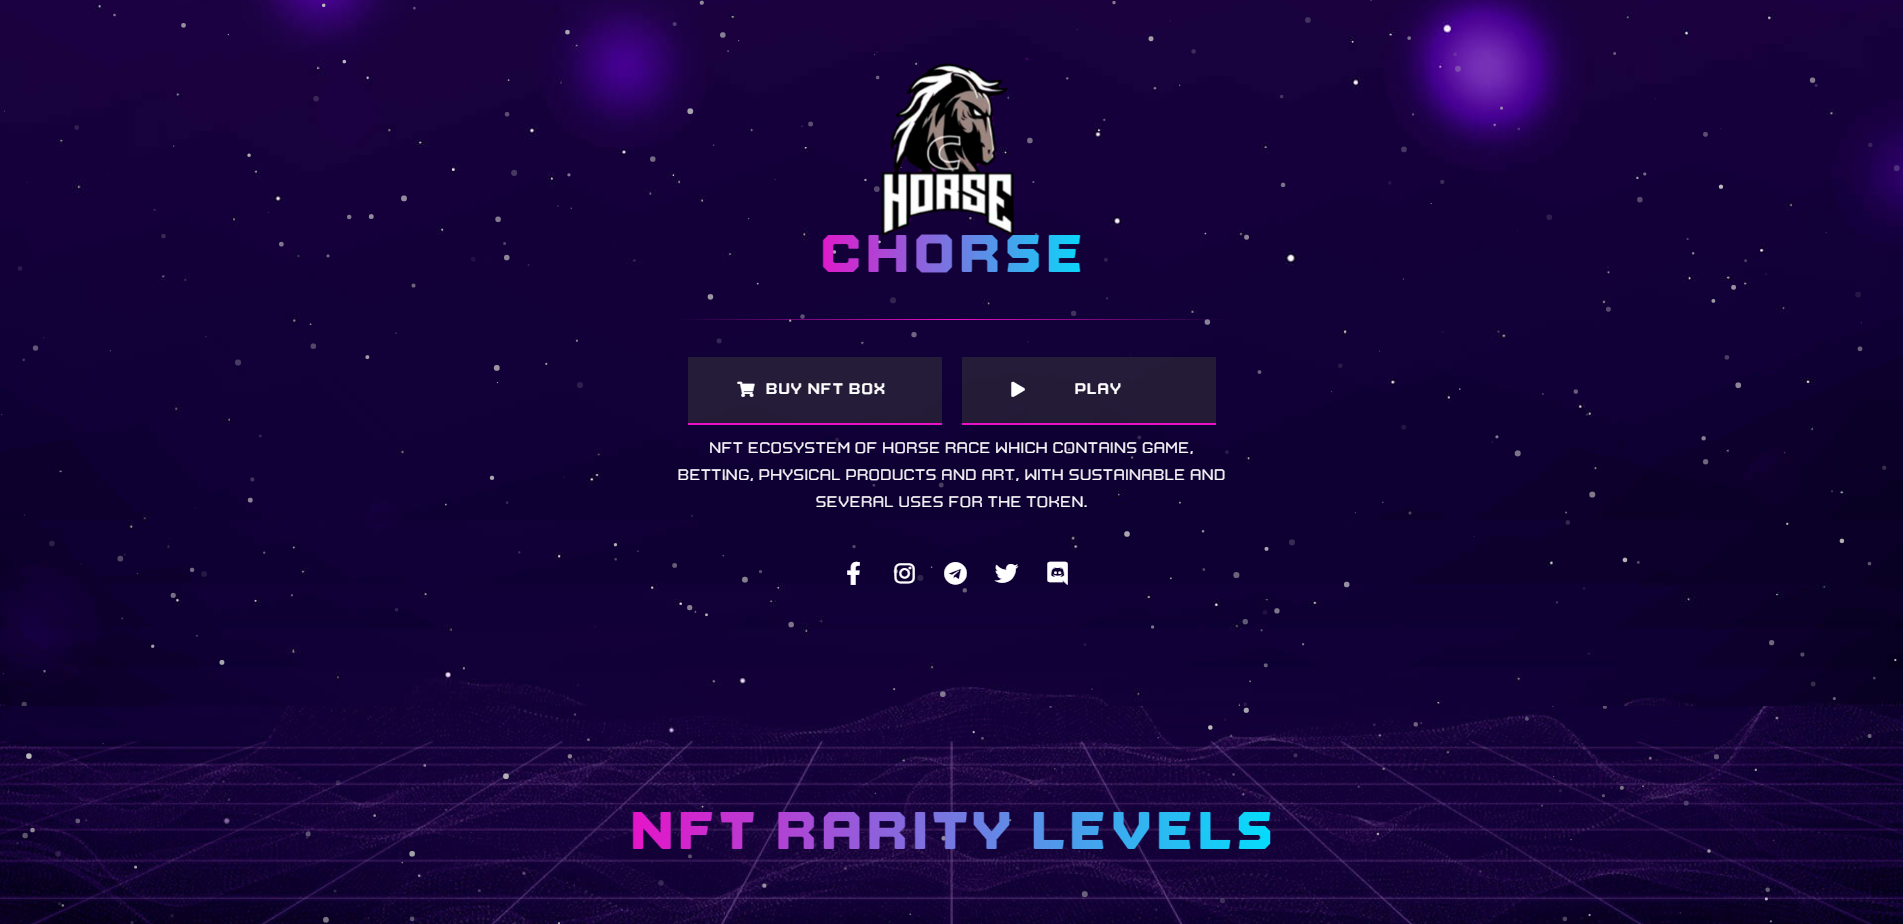 C
HORSE
CHORSE
BUY NFT BOX
PLAY
NFT ECOSYSTEM OF HORSE RACE WHICH CONTAINS GAME,
BETTING, PHYSICAL PRODUCTS AND ART, WITH SUSTAINABLE AND
SEVERAL USES FOR THE TOKEN.
NFT RARITY LEVELS